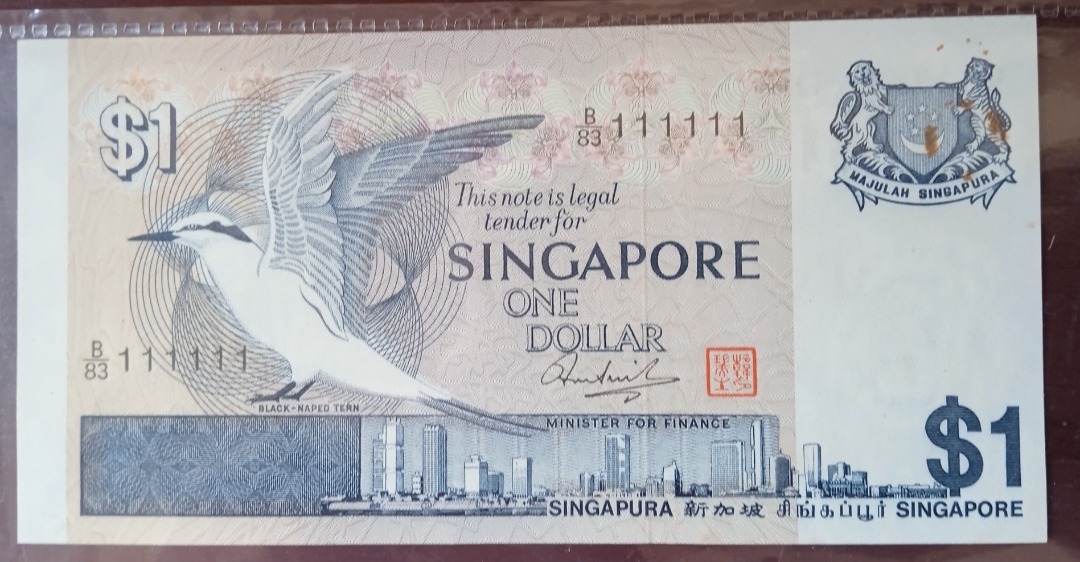 $1
B/83 111111
MAJULAH SINGAPURA
This note is legal
tender for
SINGAPORE
ONE
DOLLAR
B/83 111111
BLACK-NAPED TERN
MINISTER FOR FINANCE
$1
SINGAPURA 新加坡 சிங்கப்பூர் SINGAPORE